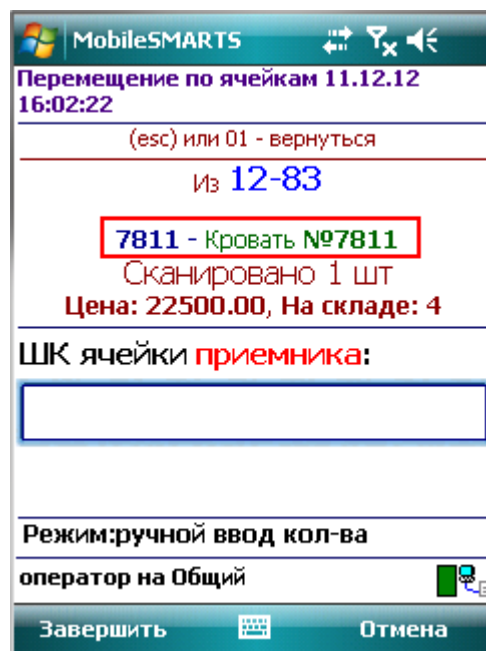 MobileSMARTS
Перемещение по ячейкам 11.12.12
16:02:22
(esc) или 01 - вернуться
Из 12-83
7811 - Кровать №7811
Сканировано 1 шт
Цена: 22500.00, На складе: 4
ШК ячейки приемника:
Режим:ручной ввод кол-ва
оператор на Общий
Завершить Отмена